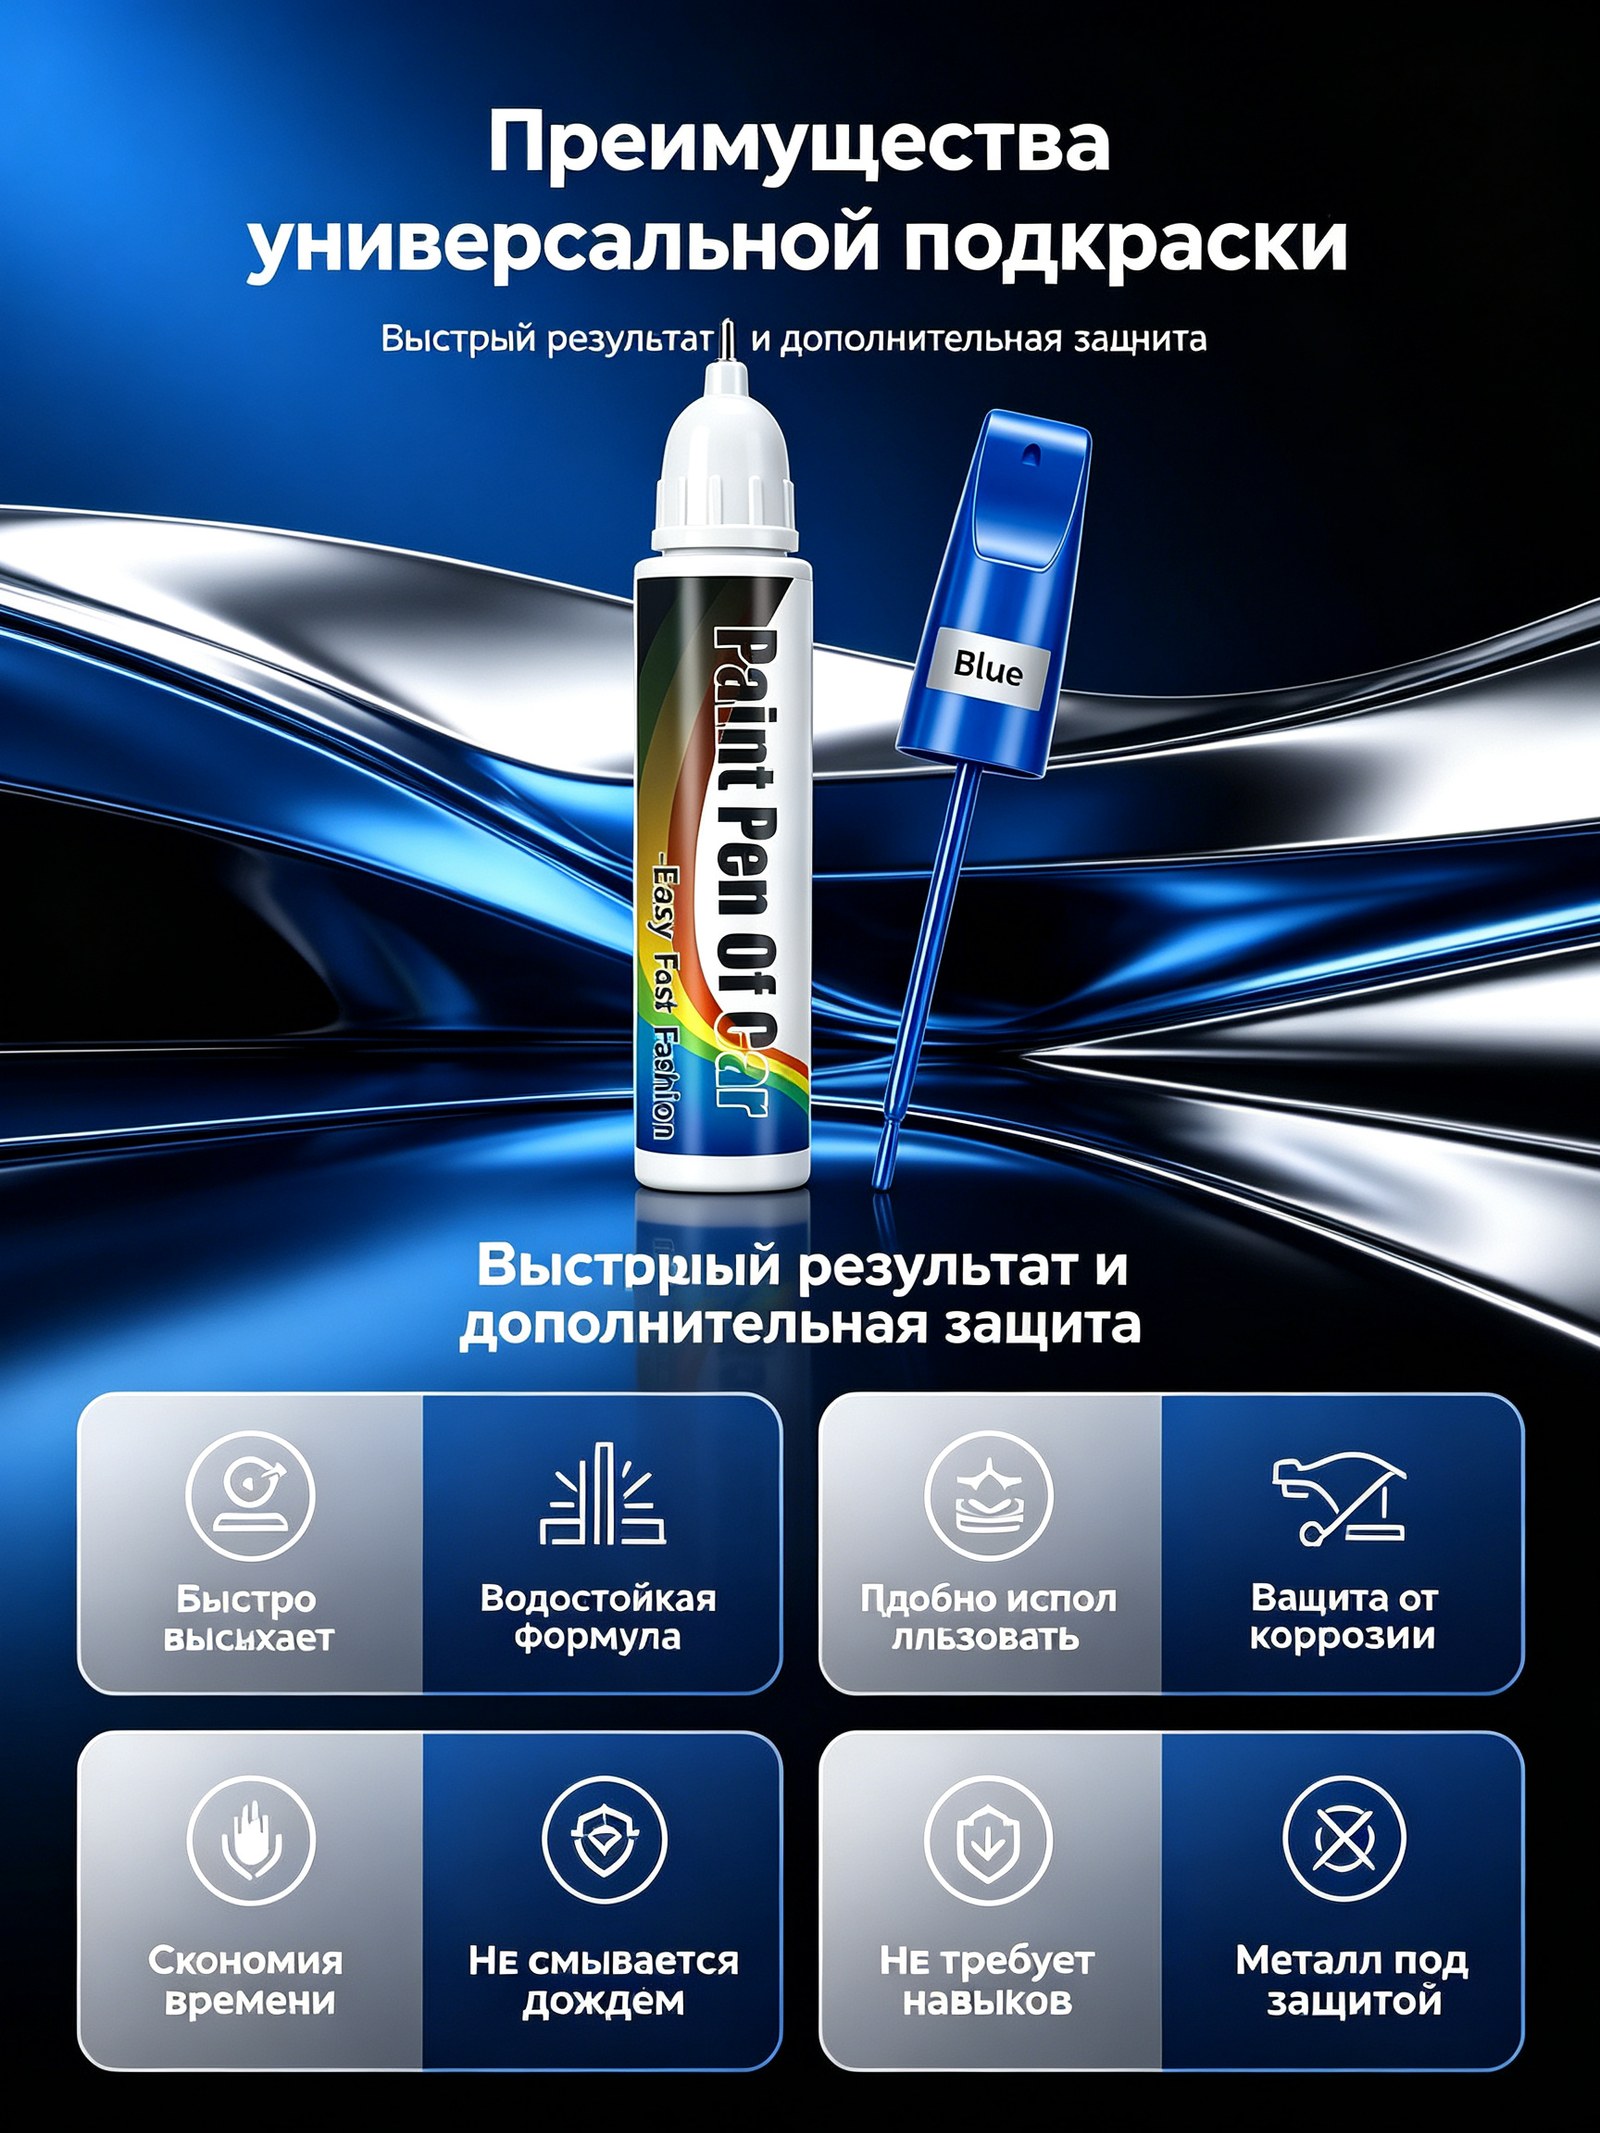 Преимущества
универсальной подкраски
Выстрый результат и дополнительная защнита
Paint Pen Of Car
-Easy Fast Fashion
Blue
Выстррый результат и
дополнительная защита
Быстро
высыхает
Водостойкая
формула
Пдобно испол
лльзовать
Ващита от
коррозии
Скономия
времени
Не смывается
дождём
Не требует
навыков
Металл под
защитой